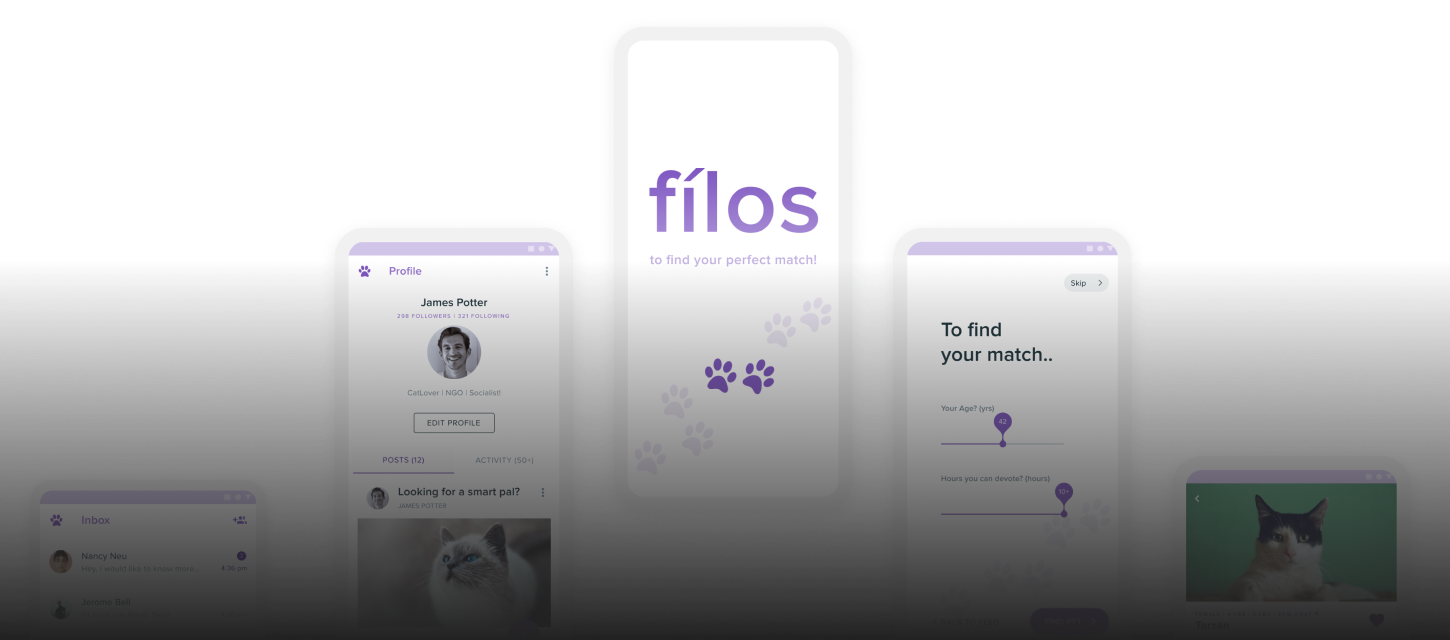 fílos
to find your perfect match!
Profile
James Potter
298 FOLLOWERS | 321 FOLLOWING
CatLover | NGO | Socialist!
EDIT PROFILE
POSTS (12)
ACTIVITY (50+)
Looking for a smart pal?
JAMES POTTER
Skip
To find
your match..
Your Age? (yrs)
42
Hours you can devote? (hours)
10+
Inbox
Nancy Neu
Hey, I would like to know more...
4:36 pm
Jerome Bell